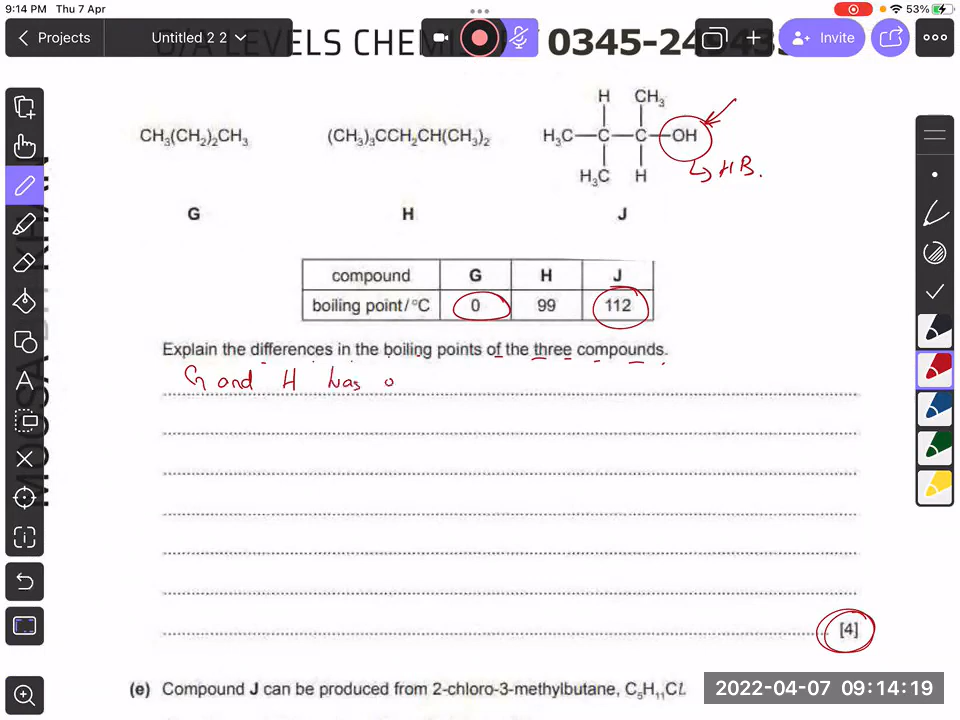 9:14 PM Thu 7 Apr
53%
Projects
Untitled 2 2
LEVELS CHEM
0345-24
Invite
H CH₃
CH₃(CH₂)₂CH₃ (CH₃)₃CCH₂CH(CH₃)₂ H₃C—C—C—OH
H₃C H
HB.
G H J
compound G H J
boiling point/°C 0 99 112
Explain the differences in the boiling points of the three compounds.
G and H has
[4]
(e) Compound J can be produced from 2-chloro-3-methylbutane, C₅H₁₁Cl
2022-04-07 09:14:19